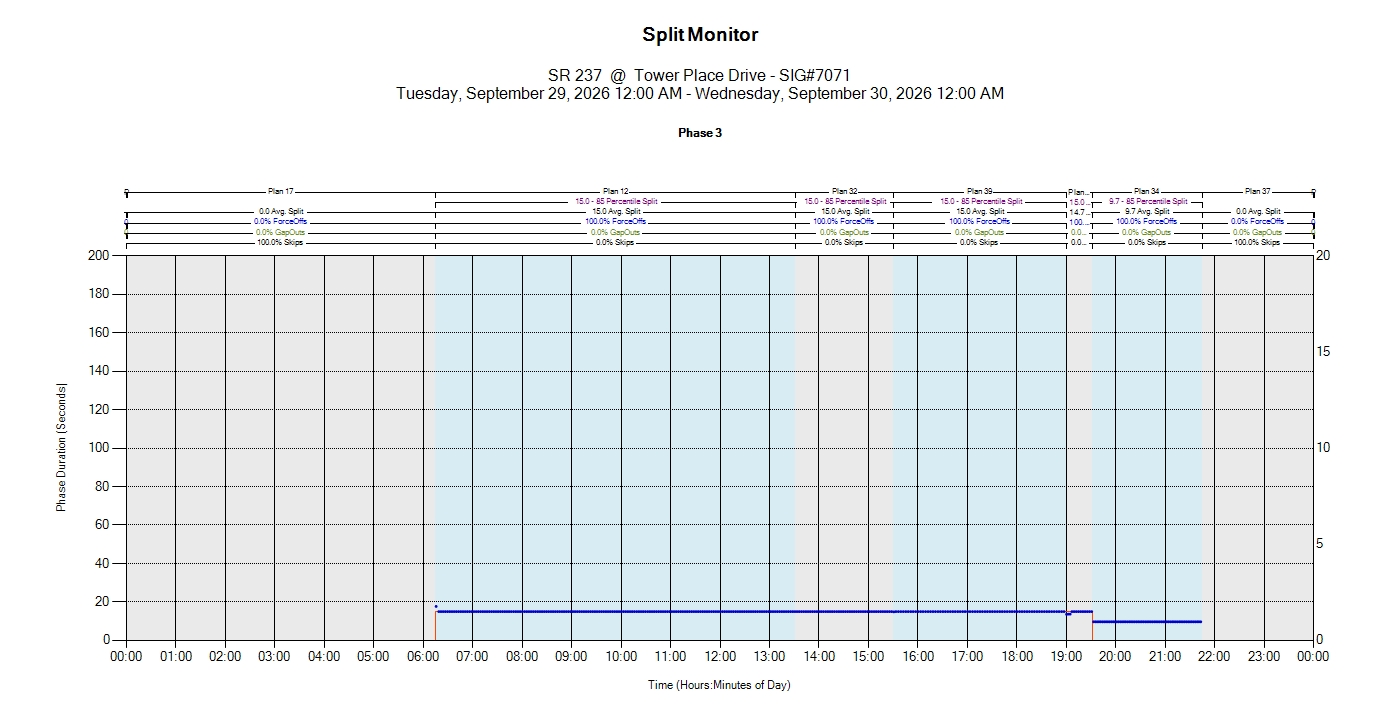 Split Monitor
SR 237 @ Tower Place Drive - SIG#7071
Tuesday, September 29, 2026 12:00 AM - Wednesday, September 30, 2026 12:00 AM
Phase 3
Plan 17 Plan 12 Plan 32 Plan 39 Plan... Plan 34 Plan 37
15.0 - 85 Percentile Split 15.0 - 85 Percentile Split 15.0 - 85 Percentile Split 15.0 ... 9.7 - 85 Percentile Split
0.0 Avg. Split 15.0 Avg. Split 15.0 Avg. Split 15.0 Avg. Split 14.7 ... 9.7 Avg. Split 0.0 Avg. Split
0.0% ForceOffs 100.0% ForceOffs 100.0% ForceOffs 100.0% ForceOffs 100... 0.0% ForceOffs 0.0% ForceOffs
0.0% GapOuts 0.0% GapOuts 0.0% GapOuts 0.0% GapOuts 0.0... 0.0% GapOuts 0.0% GapOuts
100.0% Skips 0.0% Skips 0.0% Skips 0.0% Skips 0.0... 0.0% Skips 100.0% Skips
200 20
180
160
15
140
120
100 10
80
60
5
40
20
0 0
Phase Duration (Seconds)
00:00 01:00 02:00 03:00 04:00 05:00 06:00 07:00 08:00 09:00 10:00 11:00 12:00 13:00 14:00 15:00 16:00 17:00 18:00 19:00 20:00 21:00 22:00 23:00 00:00
Time (Hours:Minutes of Day)